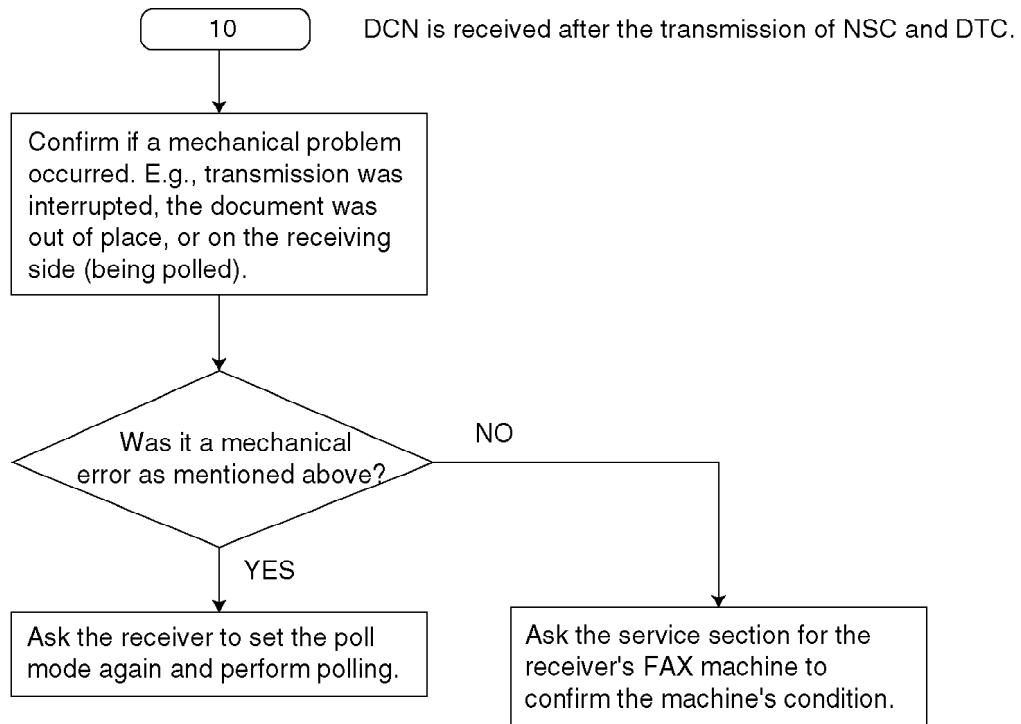 10
DCN is received after the transmission of NSC and DTC.
Confirm if a mechanical problem
occurred. E.g., transmission was
interrupted, the document was
out of place, or on the receiving
side (being polled).
Was it a mechanical
error as mentioned above?
NO
YES
Ask the receiver to set the poll
mode again and perform polling.
Ask the service section for the
receiver's FAX machine to
confirm the machine's condition.